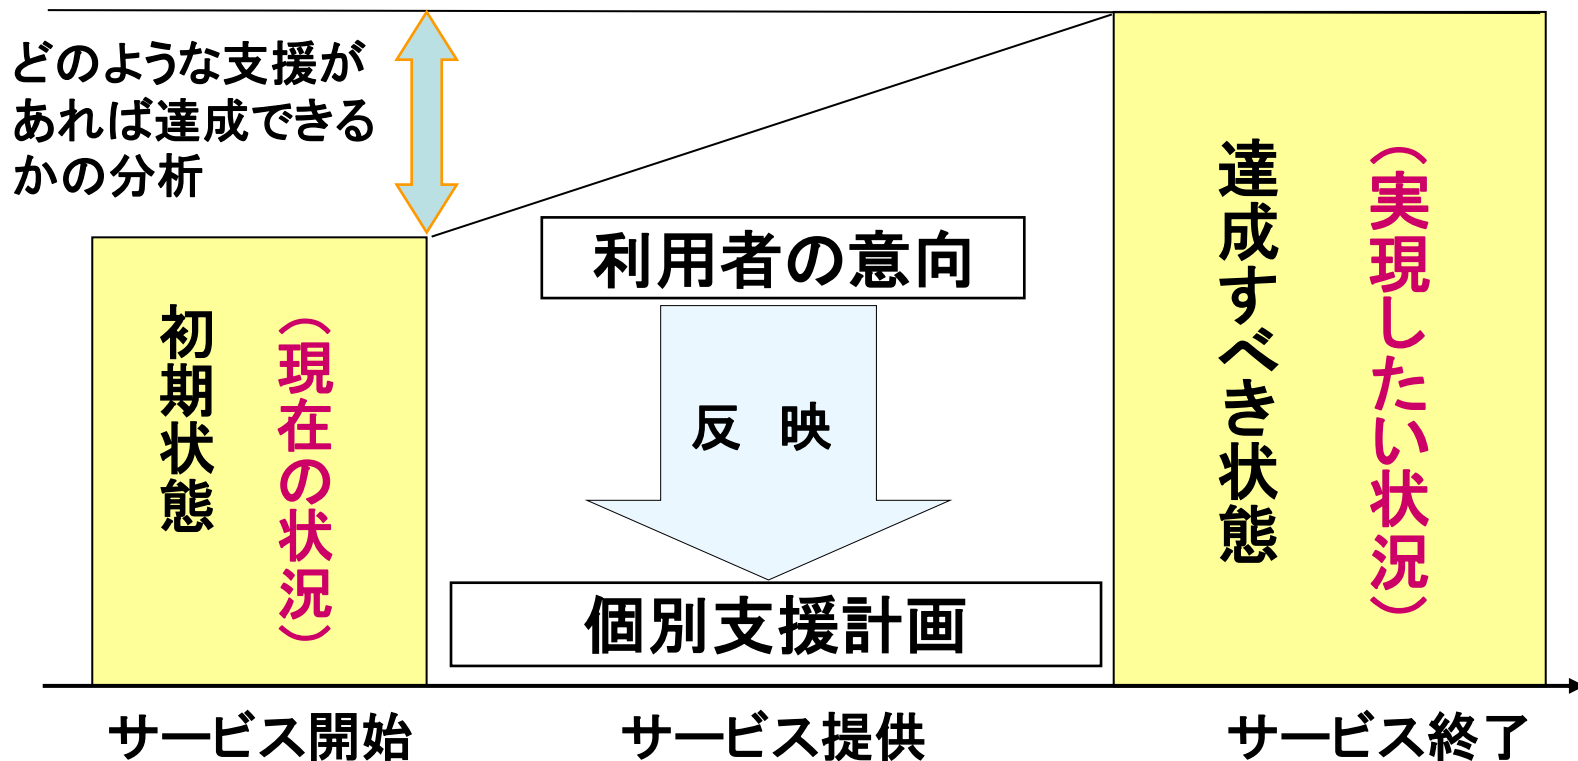 どのような支援が
あれば達成できる
かの分析
初期状態
（現在の状況）
利用者の意向
反　映
個別支援計画
達成すべき状態
（実現したい状況）
サービス開始
サービス提供
サービス終了